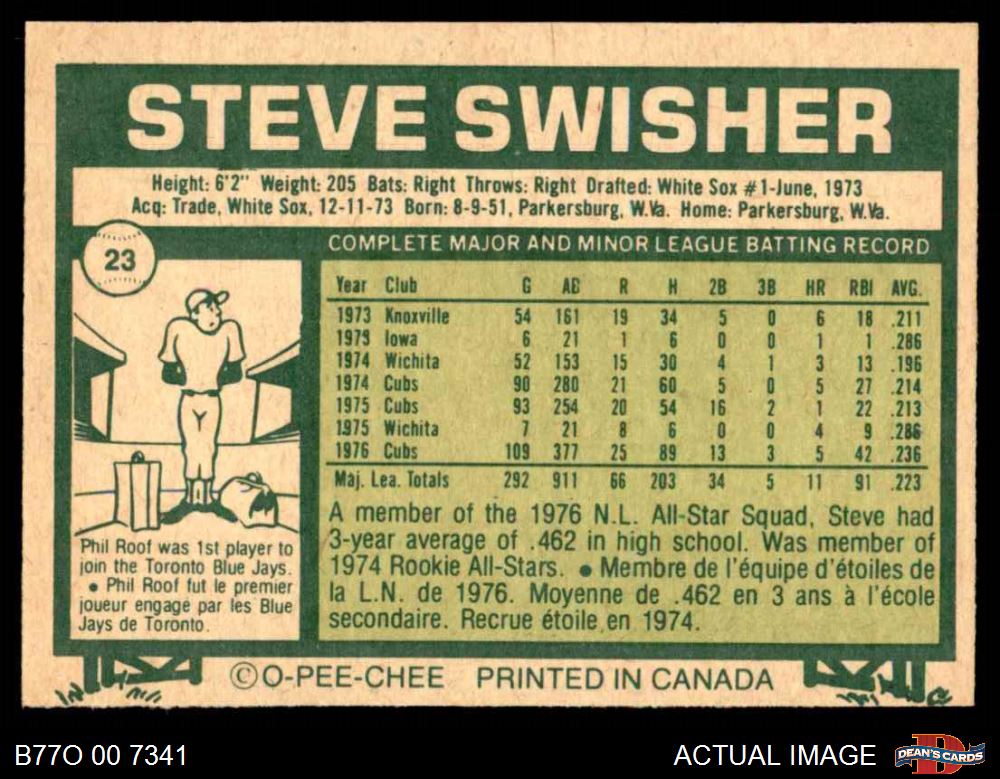 STEVE SWISHER
Height: 6'2" Weight: 205 Bats: Right Throws: Right Drafted: White Sox #1-June, 1973
Acq: Trade, White Sox, 12-11-73 Born: 8-9-51, Parkersburg, W.Va. Home: Parkersburg, W.Va.
23
COMPLETE MAJOR AND MINOR LEAGUE BATTING RECORD
Year Club G AB R H 2B 3B HR RBI AVG.
1973 Knoxville 54 161 19 34 5 0 6 18 .211
1973 Iowa 6 21 1 6 0 0 1 1 .286
1974 Wichita 52 153 15 30 4 1 3 13 .196
1974 Cubs 90 280 21 60 5 0 5 27 .214
1975 Cubs 93 254 20 54 16 2 1 22 .213
1975 Wichita 7 21 8 6 0 0 4 9 .286
1976 Cubs 109 377 25 89 13 3 5 42 .236
Maj. Lea. Totals 292 911 66 203 34 5 11 91 .223
Phil Roof was 1st player to
join the Toronto Blue Jays.
• Phil Roof fut le premier
joueur engagé par les Blue
Jays de Toronto.
A member of the 1976 N.L. All-Star Squad, Steve had
3-year average of .462 in high school. Was member of
1974 Rookie All-Stars. • Membre de l'équipe d'étoiles de
la L.N. de 1976. Moyenne de .462 en 3 ans à l'école
secondaire. Recrue étoile en 1974.
©O-PEE-CHEE PRINTED IN CANADA
B77O 00 7341
ACTUAL IMAGE
DEAN'S CARDS